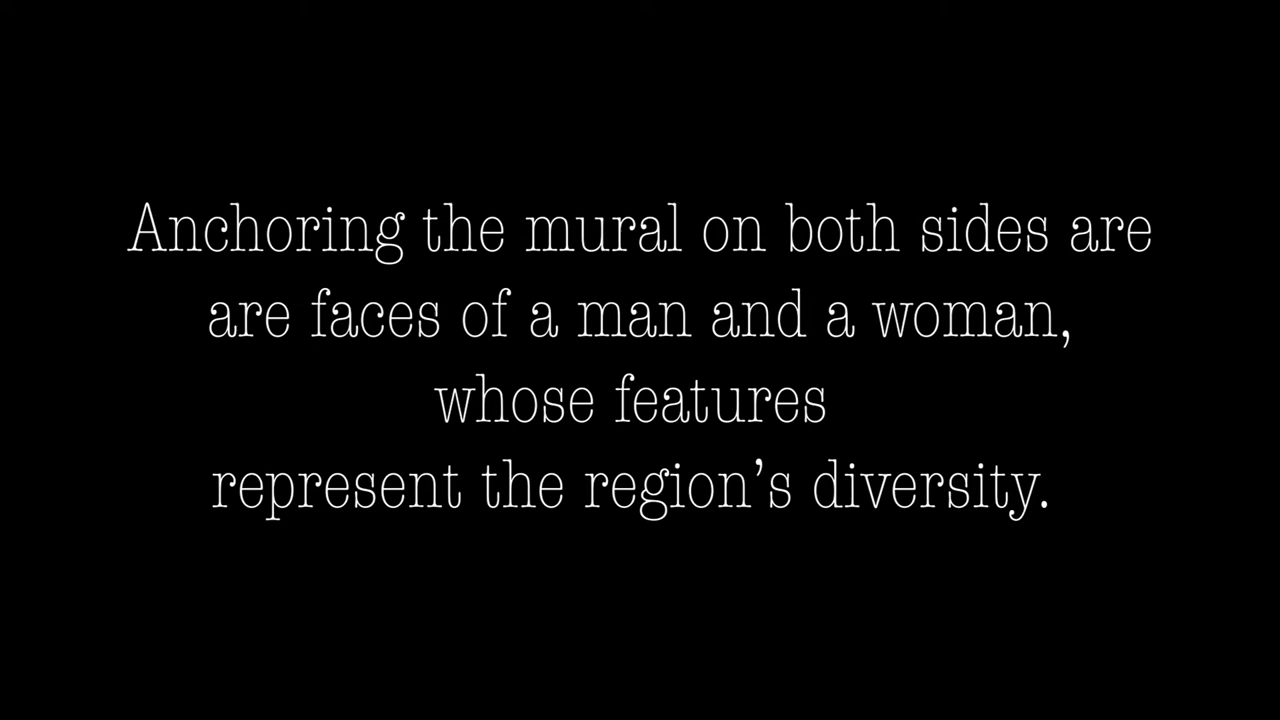 Anchoring the mural on both sides are
are faces of a man and a woman,
whose features
represent the region’s diversity.